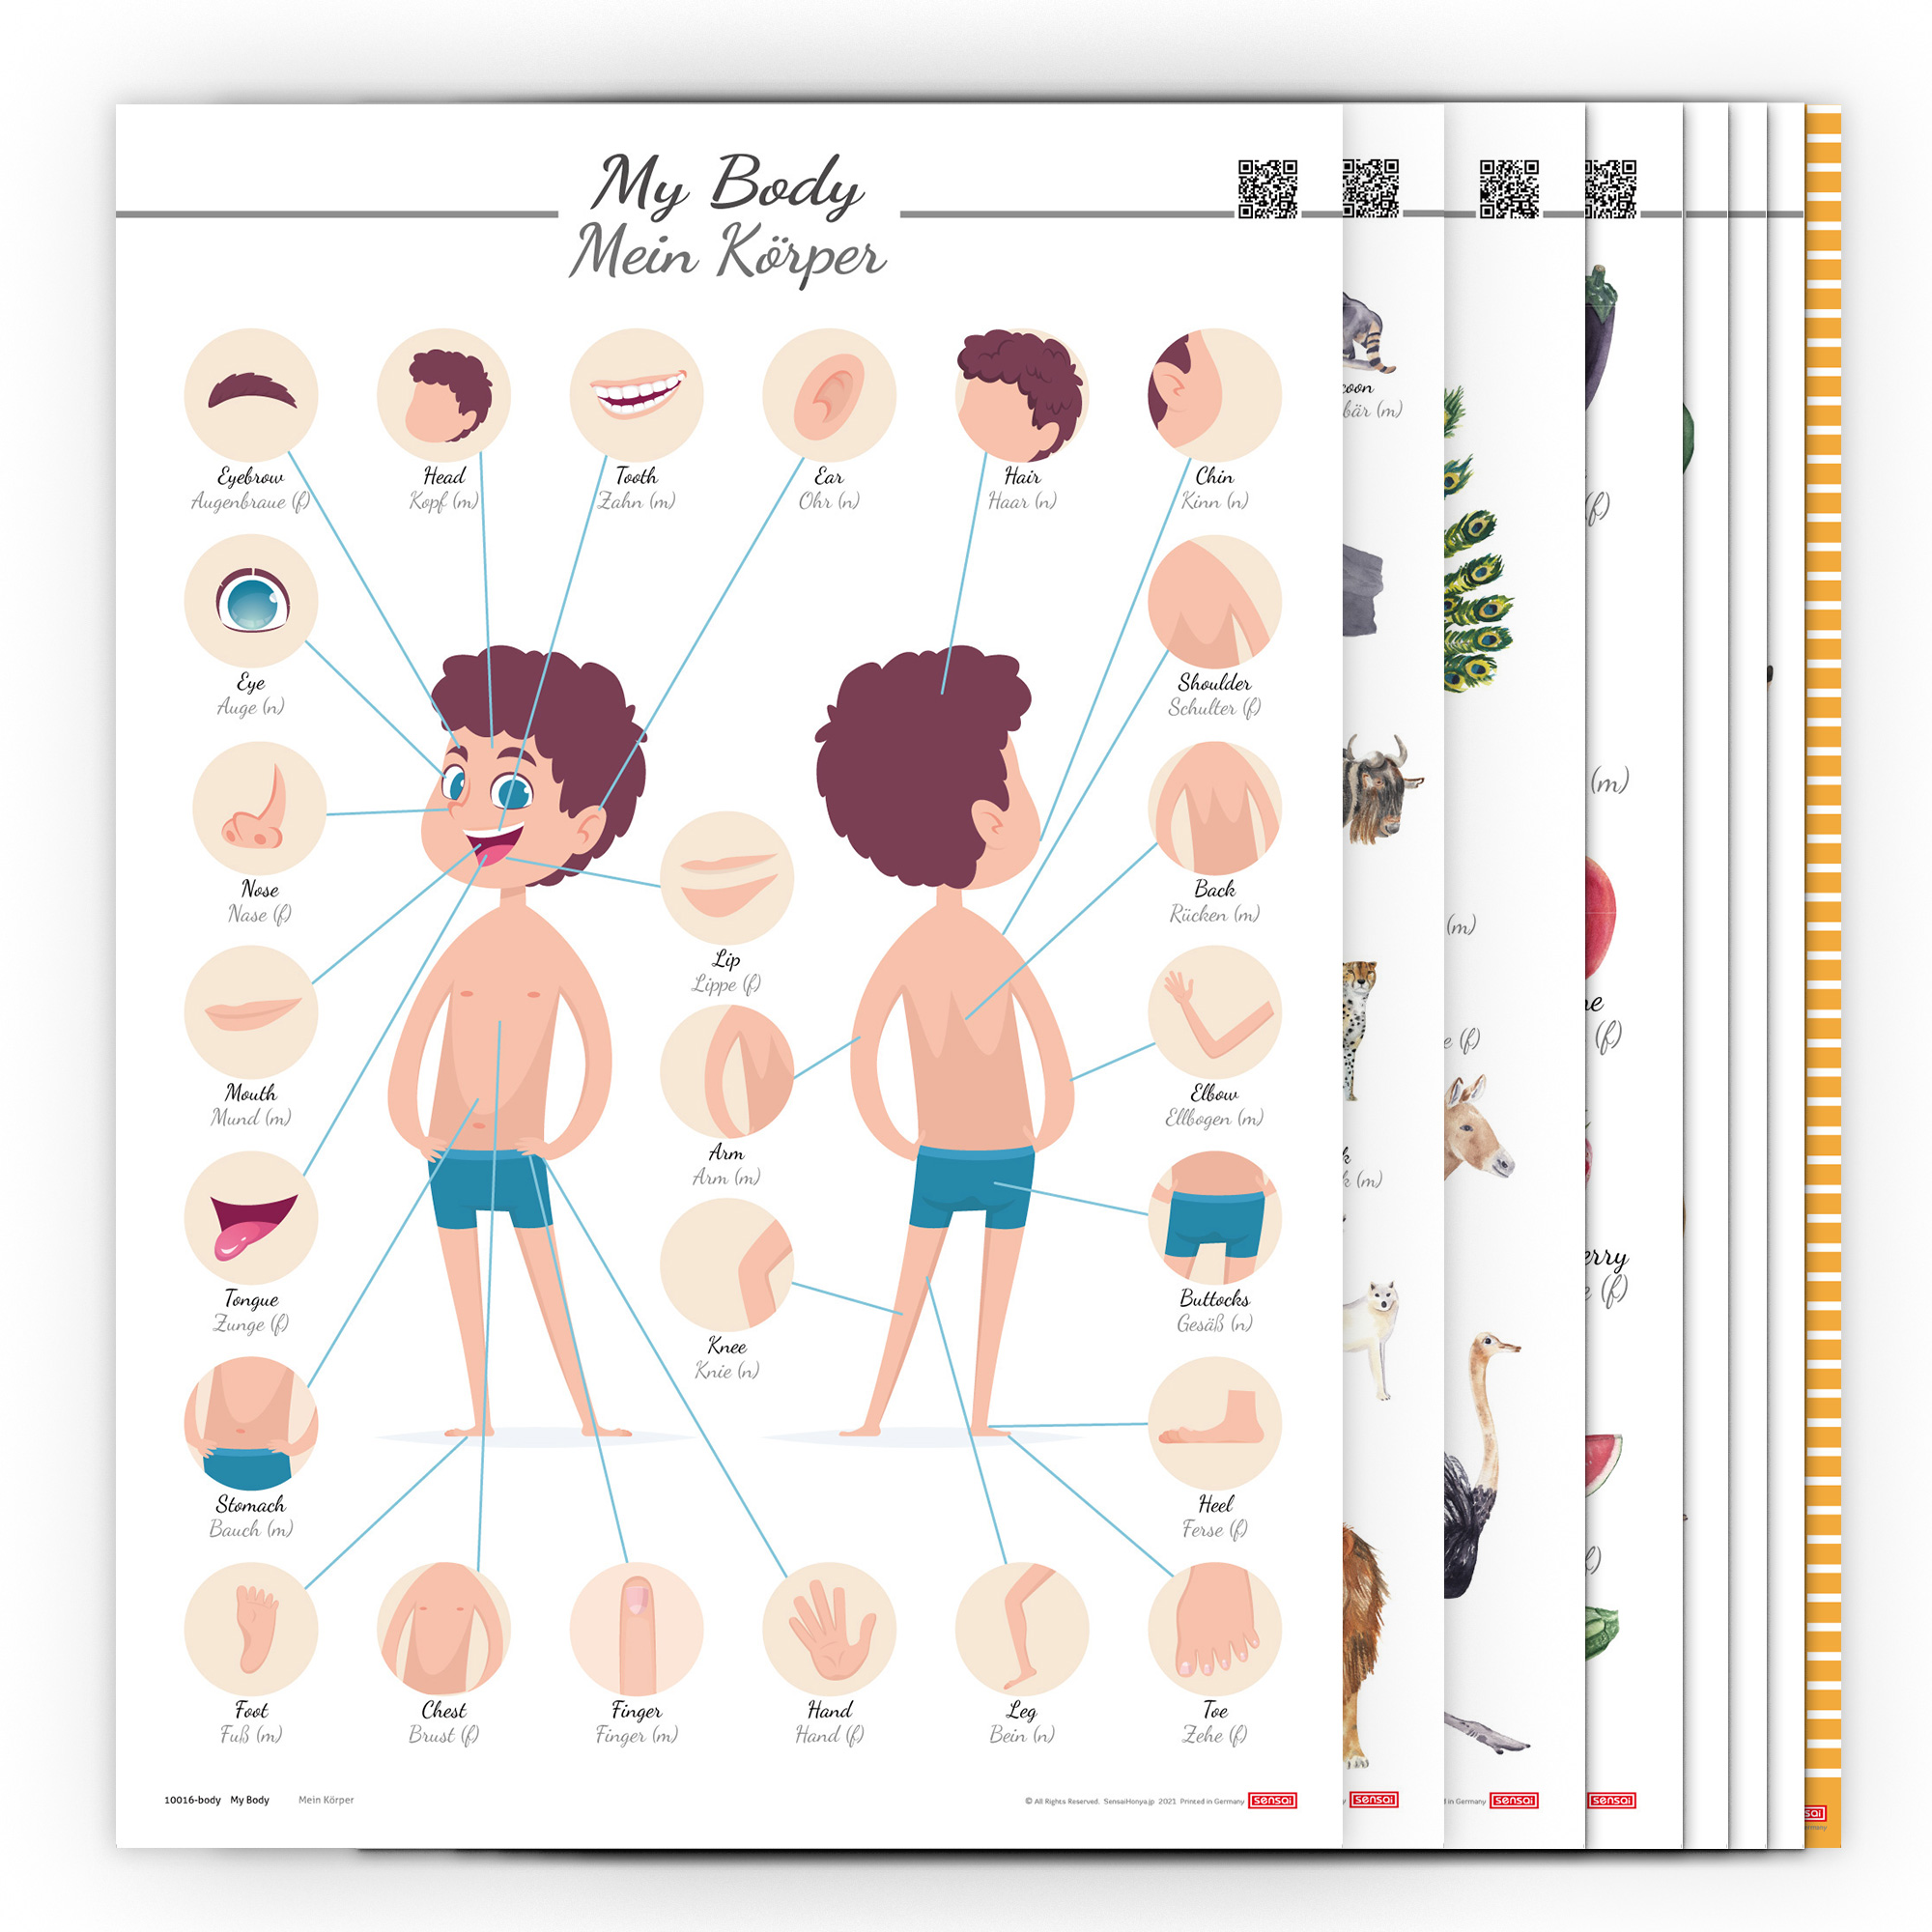 My Body
Mein Körper
Eyebrow
Augenbraue (f)
Head
Kopf (m)
Tooth
Zahn (m)
Ear
Ohr (n)
Hair
Haar (n)
Chin
Kinn (n)
Eye
Auge (n)
Shoulder
Schulter (f)
Nose
Nase (f)
Back
Rücken (m)
Lip
Lippe (f)
Mouth
Mund (m)
Elbow
Ellbogen (m)
Arm
Arm (m)
Tongue
Zunge (f)
Buttocks
Gesäß (n)
Knee
Knie (n)
Stomach
Bauch (m)
Heel
Ferse (f)
Foot
Fuß (m)
Chest
Brust (f)
Finger
Finger (m)
Hand
Hand (f)
Leg
Bein (n)
Toe
Zehe (f)
10016-body My Body Mein Körper
© All Rights Reserved. SensaiHonya.jp 2021 Printed in Germany sensai
coon
bär (m)
(m)
sensai
(m)
(f)
in Germany sensai
(f)
(m)
(f)
erry
(f)
sensai